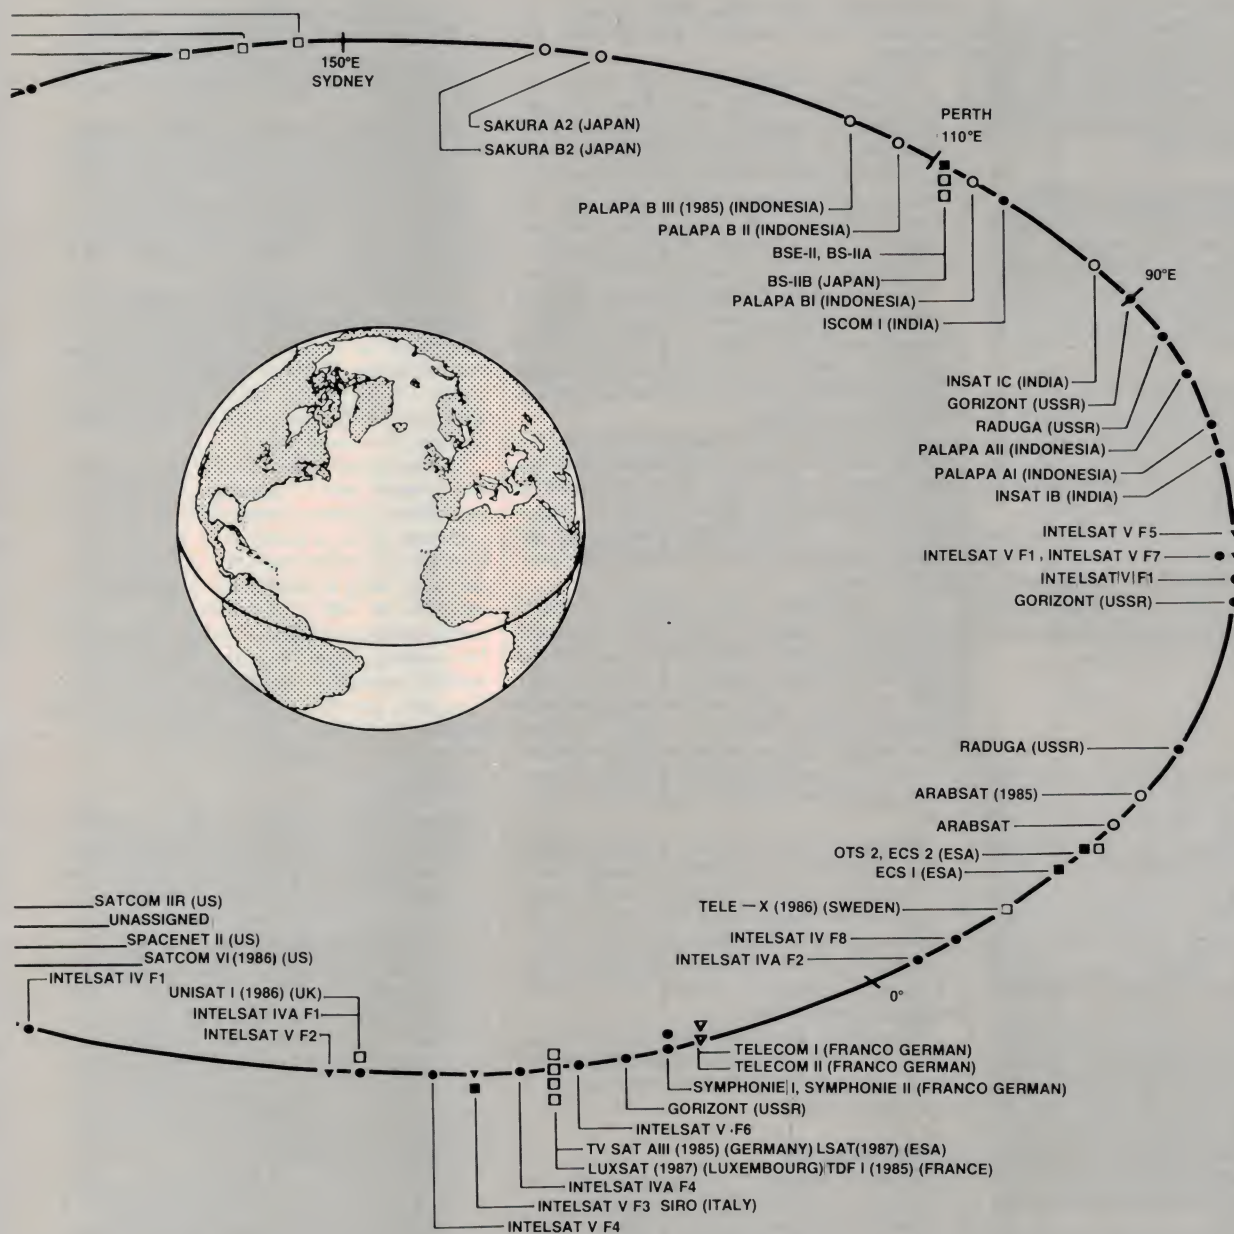 150°E
SYDNEY
SAKURA A2 (JAPAN)
SAKURA B2 (JAPAN)
PERTH
110°E
PALAPA B III (1985) (INDONESIA)
PALAPA B II (INDONESIA)
BSE-II, BS-IIA
BS-IIB (JAPAN)
PALAPA BI (INDONESIA)
ISCOM I (INDIA)
90°E
INSAT IC (INDIA)
GORIZONT (USSR)
RADUGA (USSR)
PALAPA AII (INDONESIA)
PALAPA AI (INDONESIA)
INSAT IB (INDIA)
INTELSAT V F5
INTELSAT V F1, INTELSAT V F7
INTELSAT V F1
GORIZONT (USSR)
RADUGA (USSR)
ARABSAT (1985)
ARABSAT
OTS 2, ECS 2 (ESA)
ECS I (ESA)
TELE-X (1986) (SWEDEN)
INTELSAT IV F8
INTELSAT IVA F2
0°
SATCOM IIR (US)
UNASSIGNED
SPACENET II (US)
SATCOM VI (1986) (US)
INTELSAT IV F1
UNISAT I (1986) (UK)
INTELSAT IVA F1
INTELSAT V F2
TELECOM I (FRANCO GERMAN)
TELECOM II (FRANCO GERMAN)
SYMPHONIE I, SYMPHONIE II (FRANCO GERMAN)
GORIZONT (USSR)
INTELSAT V F6
TV SAT AIII (1985) (GERMANY) LSAT (1987) (ESA)
LUXSAT (1987) (LUXEMBOURG) TDF I (1985) (FRANCE)
INTELSAT IVA F4
INTELSAT V F3 SIRO (ITALY)
INTELSAT V F4